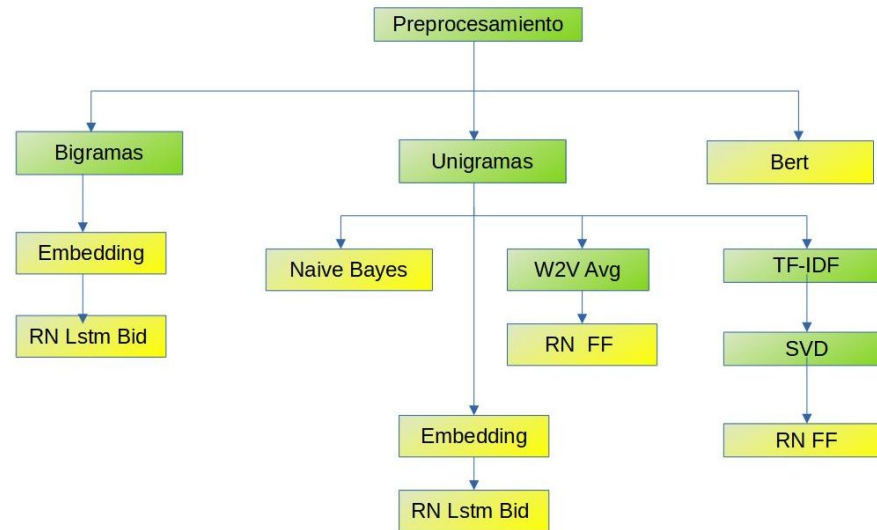 Preprocesamiento
Bigramas
Unigramas
Bert
Embedding
Naive Bayes
W2V Avg
TF-IDF
RN Lstm Bid
RN FF
SVD
Embedding
RN FF
RN Lstm Bid